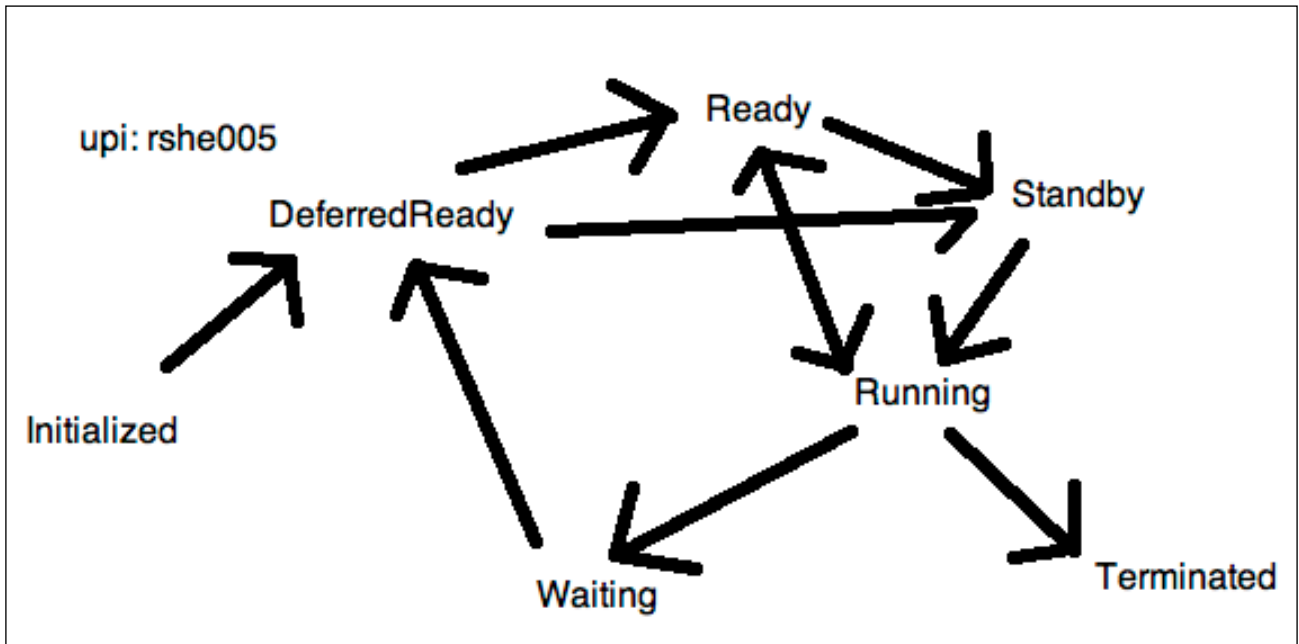 Ready
upi: rshe005
Standby
DeferredReady
Running
Initialized
Terminated
Waiting